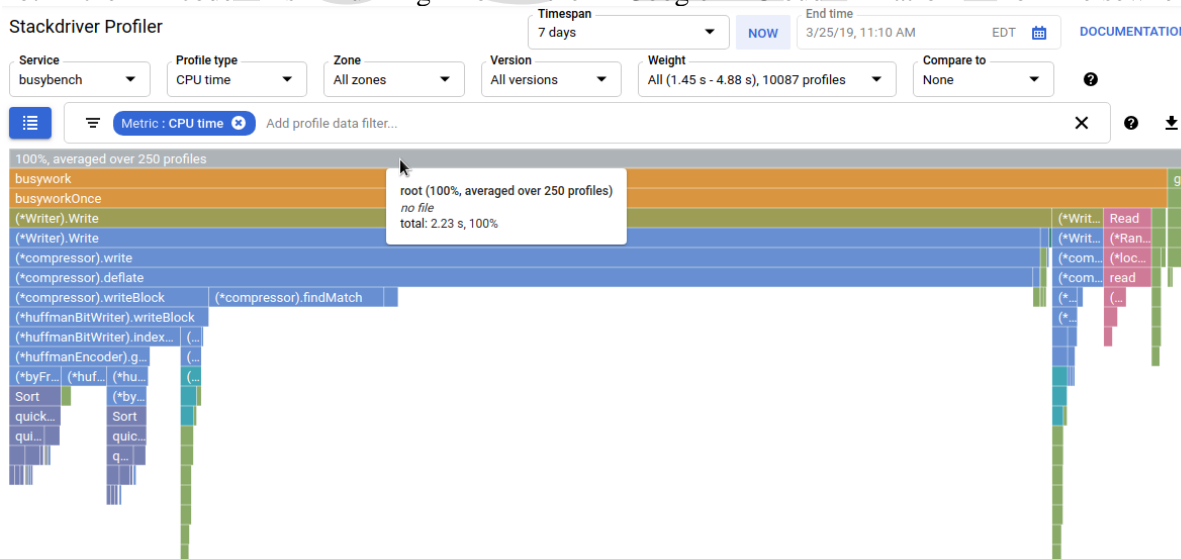 Stackdriver Profiler
Timespan
7 days
NOW
End time
3/25/19, 11:10 AM EDT
DOCUMENTATIO
Service
busybench
Profile type
CPU time
Zone
All zones
Version
All versions
Weight
All (1.45 s - 4.88 s), 10087 profiles
Compare to
None
Metric : CPU time
Add profile data filter...
100%, averaged over 250 profiles
root (100%, averaged over 250 profiles)
no file
total: 2.23 s, 100%
busywork
g
busyworkOnce
(*Writer).Write
(*Writ...
Read
(*Writer).Write
(*Writ...
(*Ran...
(*compressor).write
(*com...
(*loc...
(*compressor).deflate
(*com...
read
(*compressor).writeBlock
(*compressor).findMatch
(*...
(...
(*huffmanBitWriter).writeBlock
(*...
(*huffmanBitWriter).index...
(...
(*huffmanEncoder).g...
(...
(*byFr...
(*huf...
(*hu...
(...
Sort
(*by...
quick...
Sort
qui...
quic...
q...